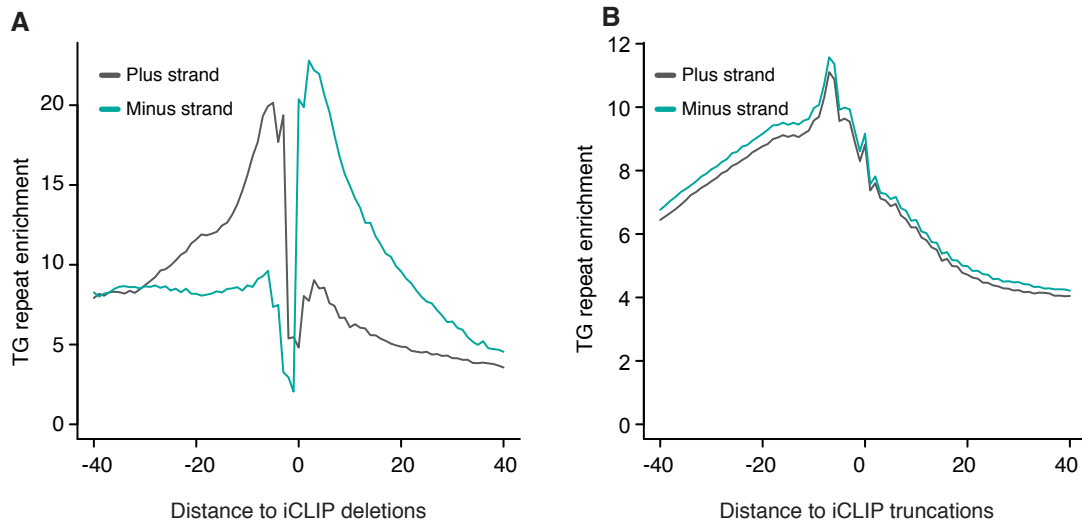 A
TG repeat enrichment
Plus strand
Minus strand
20
15
10
5
0
-40
-20
0
20
40
Distance to iCLIP deletions
B
TG repeat enrichment
Plus strand
Minus strand
12
10
8
6
4
2
0
-40
-20
0
20
40
Distance to iCLIP truncations